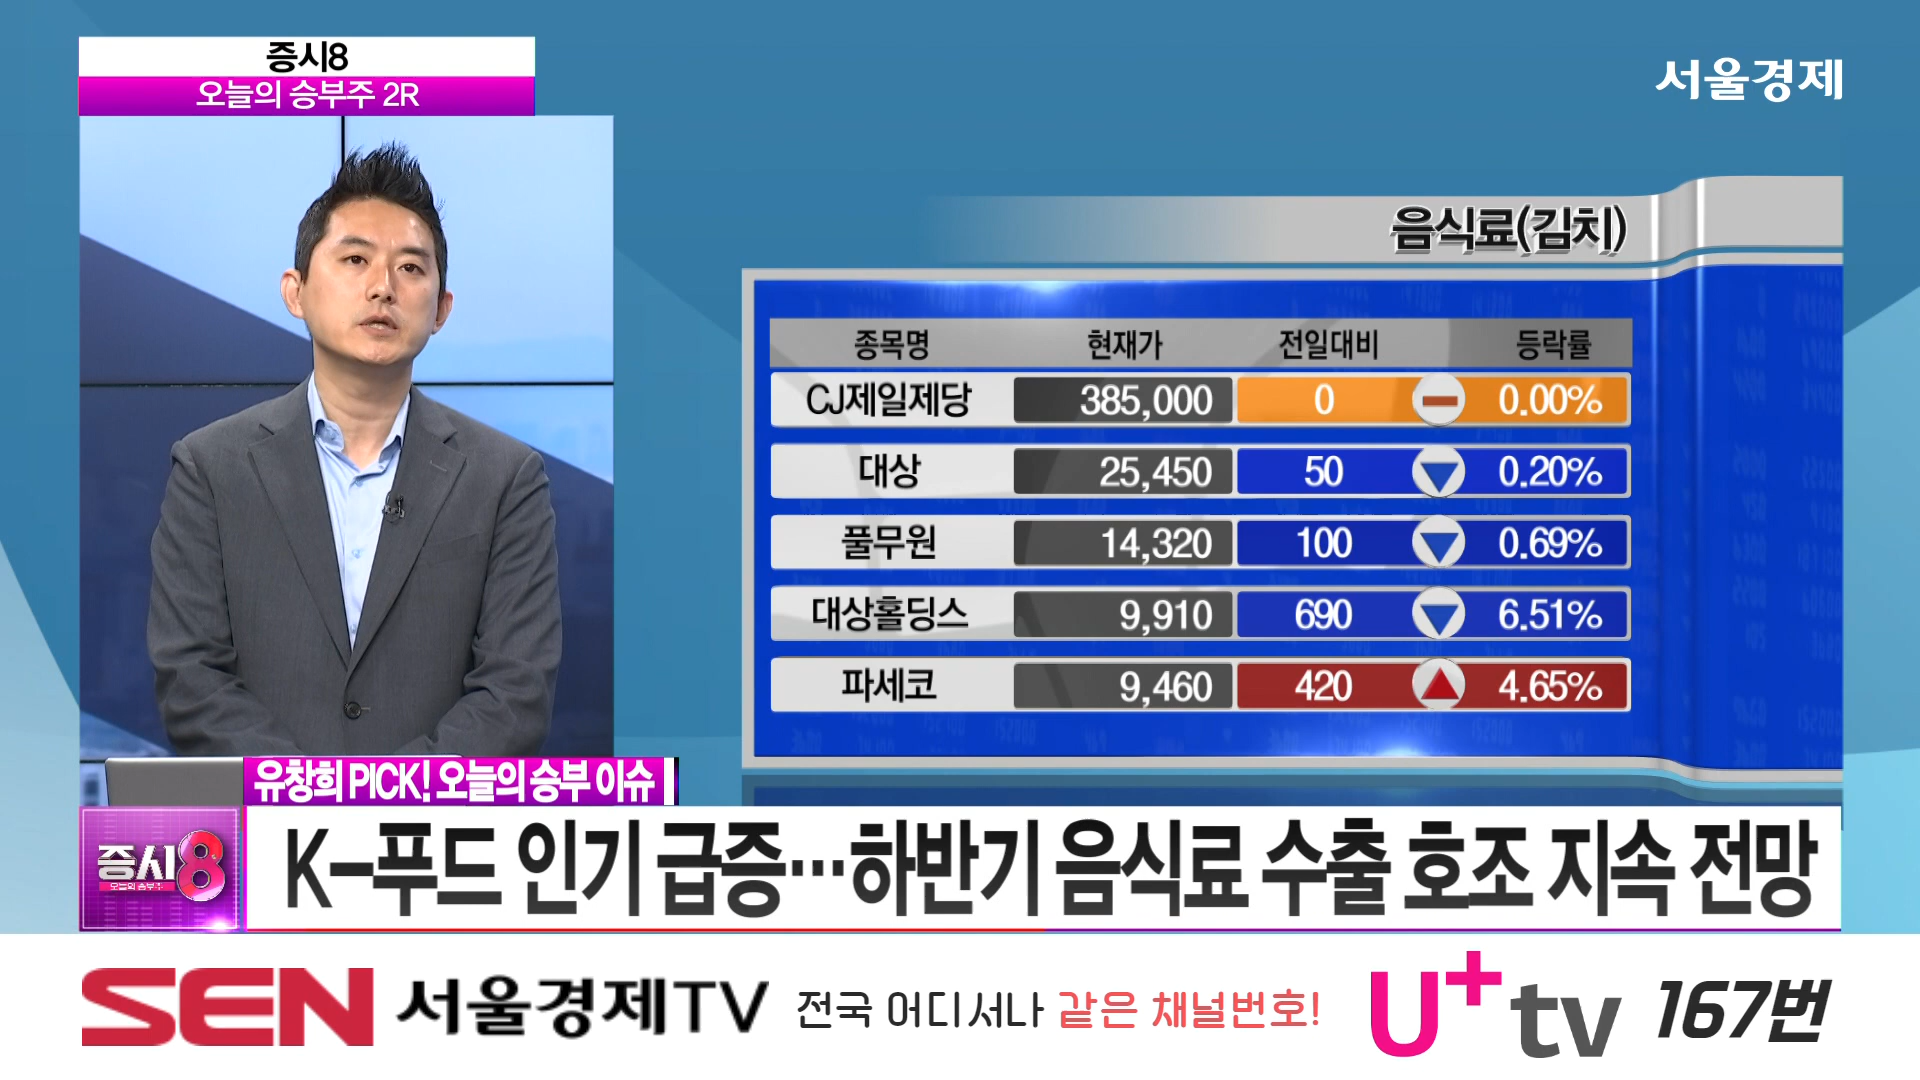 증시8
오늘의 승부주 2R
서울경제
음식료(김치)
종목명 현재가 전일대비 등락률
CJ제일제당 385,000 0 0.00%
대상 25,450 50 0.20%
풀무원 14,320 100 0.69%
대상홀딩스 9,910 690 6.51%
파세코 9,460 420 4.65%
유창희 PICK! 오늘의 승부 이슈
증시8
오늘의 승부주
K-푸드 인기 급증…하반기 음식료 수출 호조 지속 전망
SEN 서울경제TV 전국 어디서나 같은 채널번호! U+tv 167번